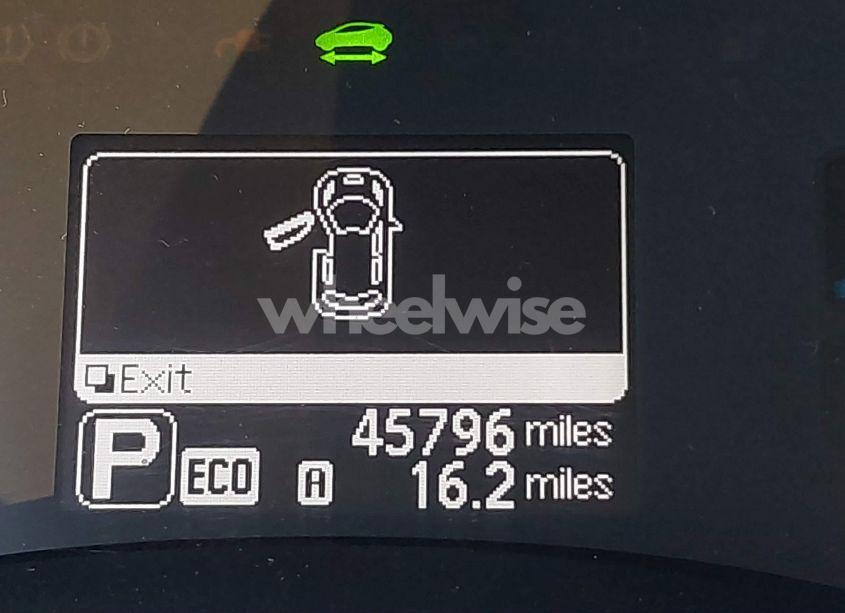 wheelwise
Exit
P ECO A 45796 miles
16.2 miles